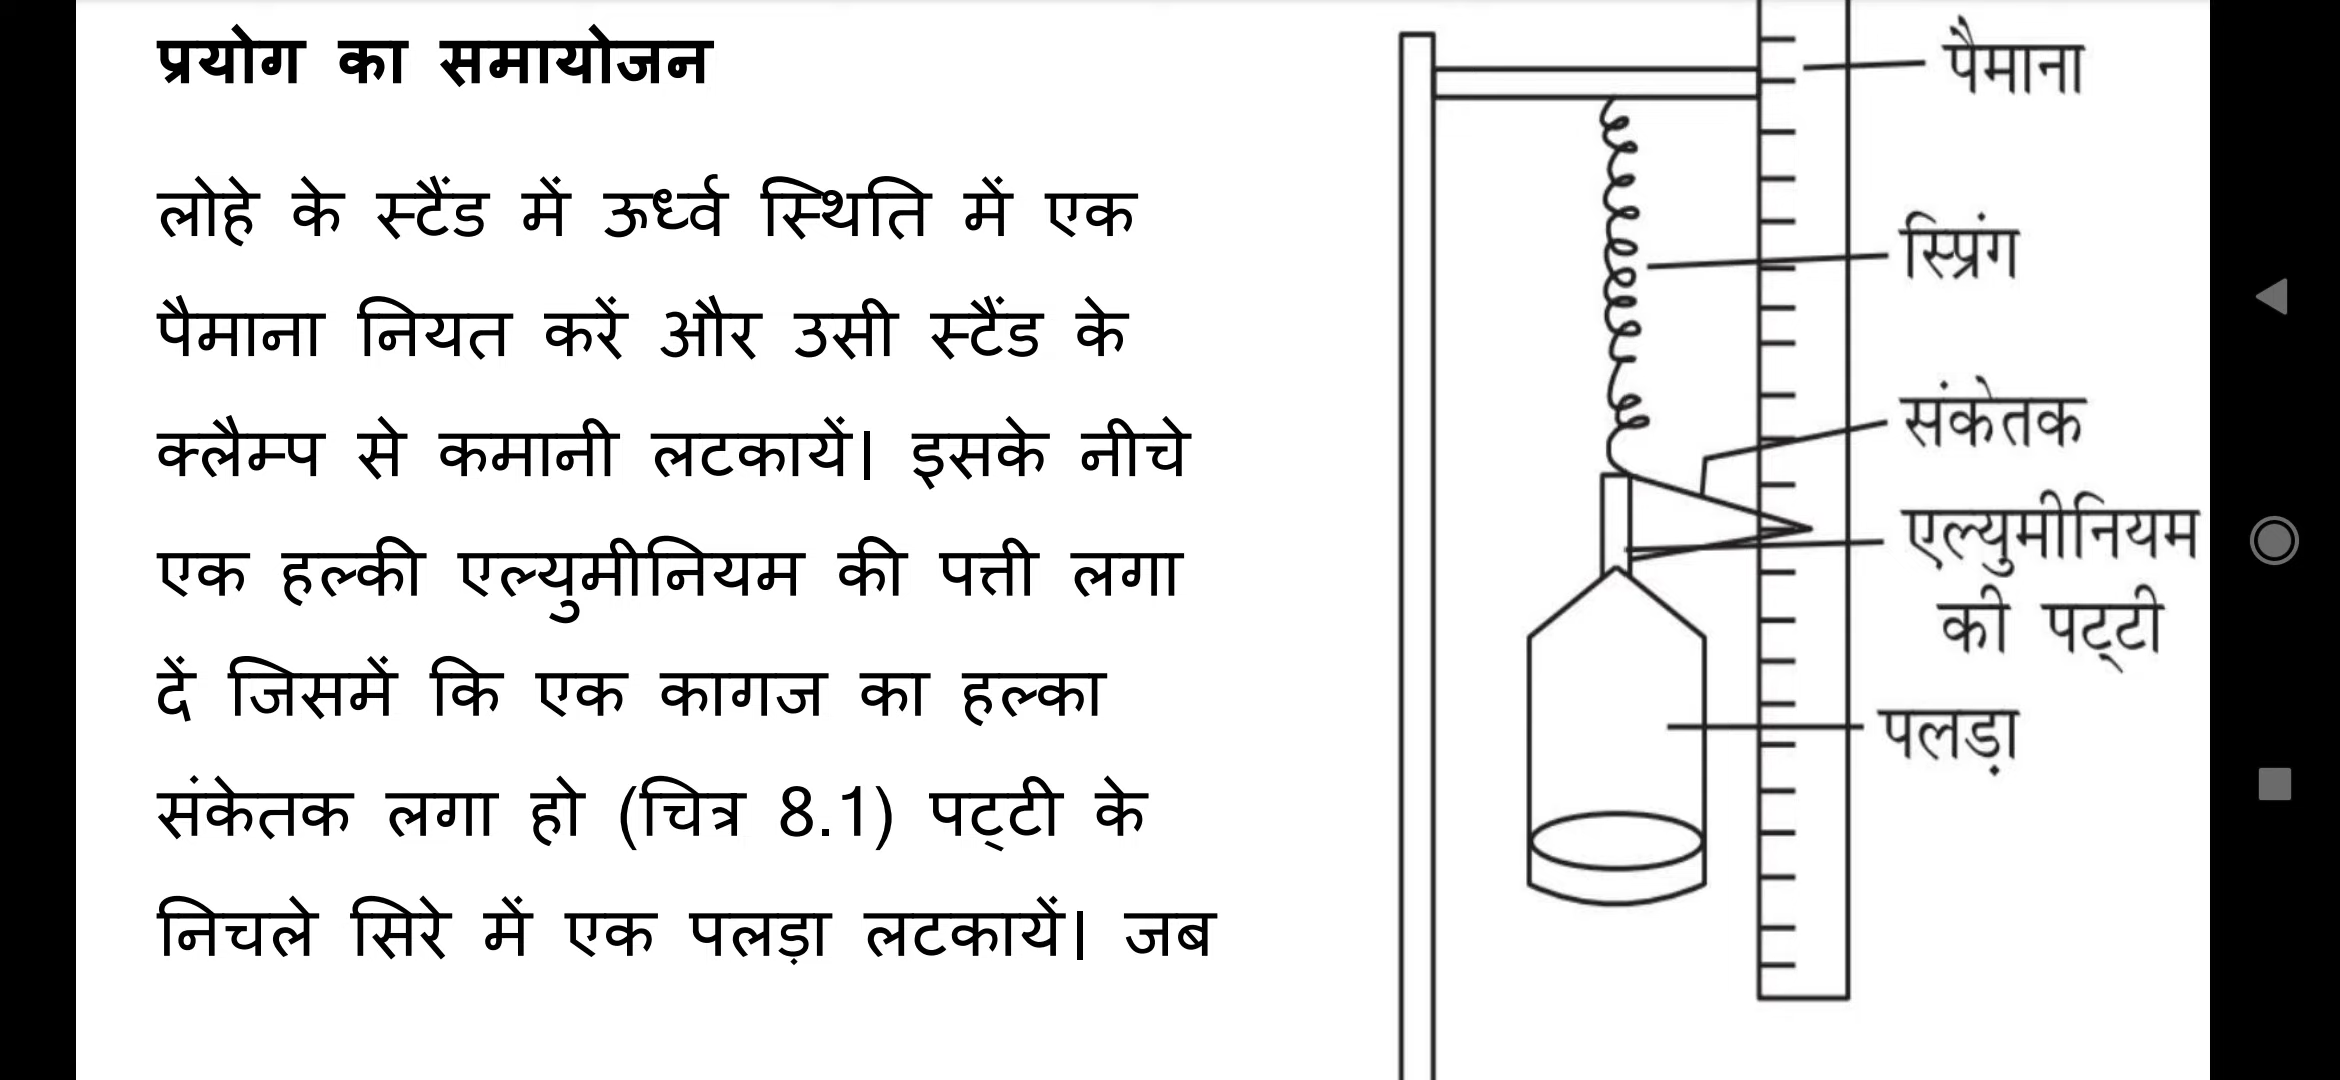 प्रयोग का समायोजन
लोहे के स्टैंड में ऊर्ध्व स्थिति में एक
पैमाना नियत करें और उसी स्टैंड के
क्लैम्प से कमानी लटकायें। इसके नीचे
एक हल्की एल्युमीनियम की पत्ती लगा
दें जिसमें कि एक कागज का हल्का
संकेतक लगा हो (चित्र 8.1) पट्टी के
निचले सिरे में एक पलड़ा लटकायें। जब
पैमाना
स्प्रिंग
संकेतक
एल्युमीनियम
की पट्टी
पलड़ा